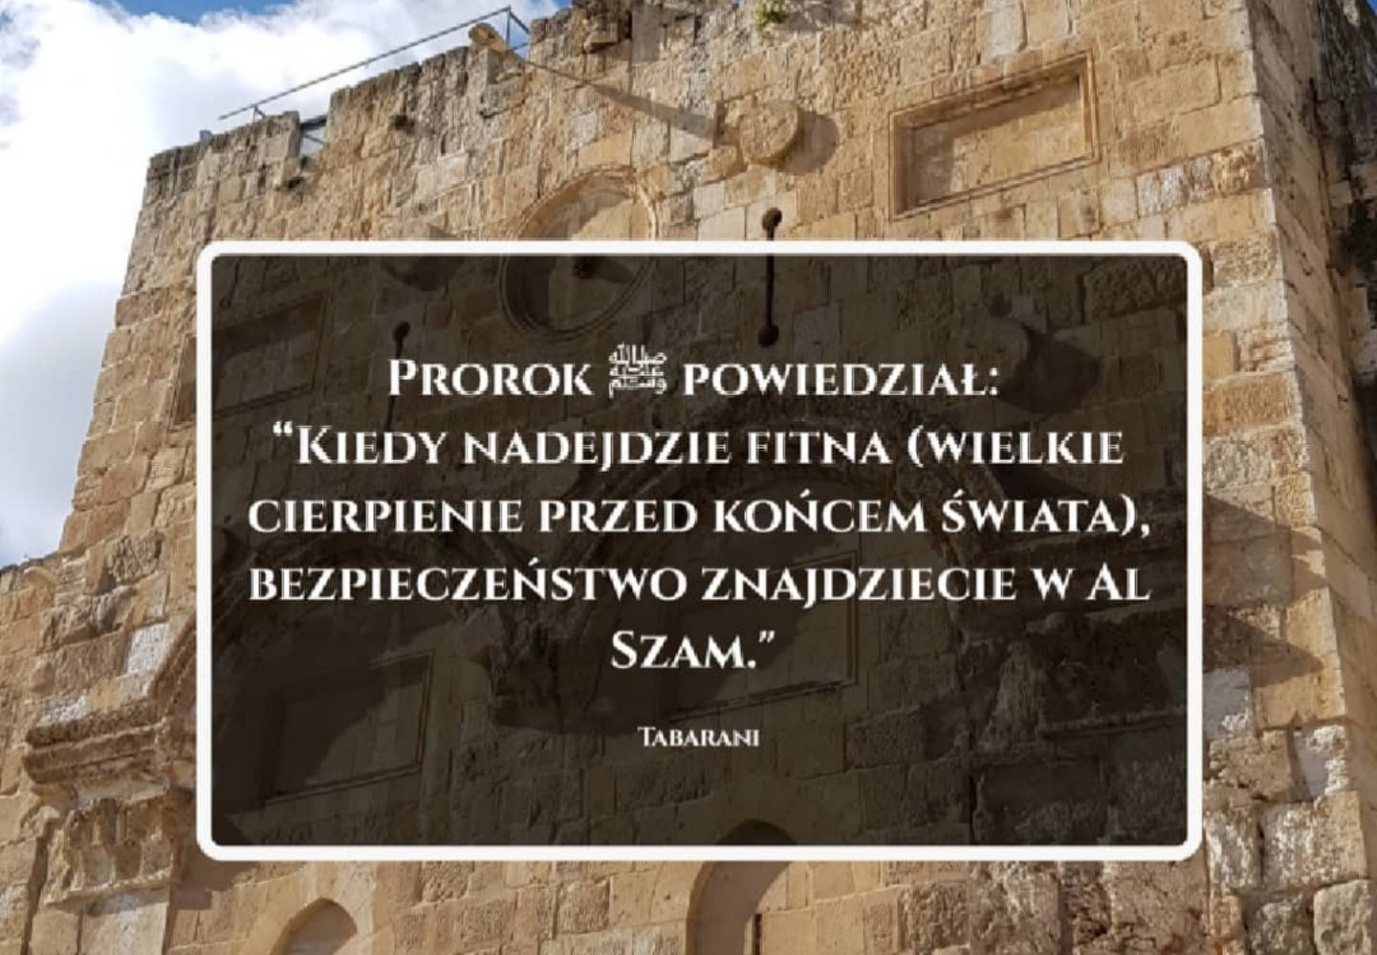 Prorok ﷺ powiedział:
“Kiedy nadejdzie fitna (wielkie
cierpienie przed końcem świata),
bezpieczeństwo znajdziecie w Al
Szam."
Tabarani